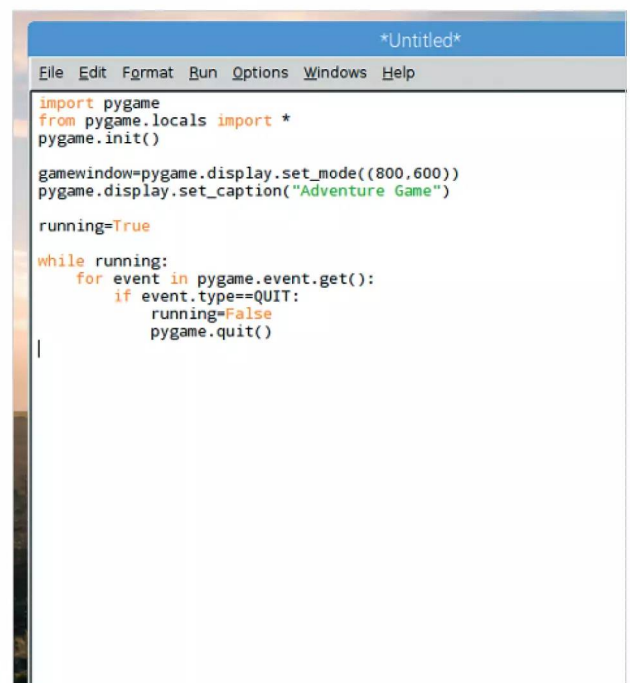 *Untitled*
File Edit Format Run Options Windows Help
import pygame
from pygame.locals import *
pygame.init()

gamewindow=pygame.display.set_mode((800,600))
pygame.display.set_caption("Adventure Game")

running=True

while running:
    for event in pygame.event.get():
        if event.type==QUIT:
            running=False
            pygame.quit()